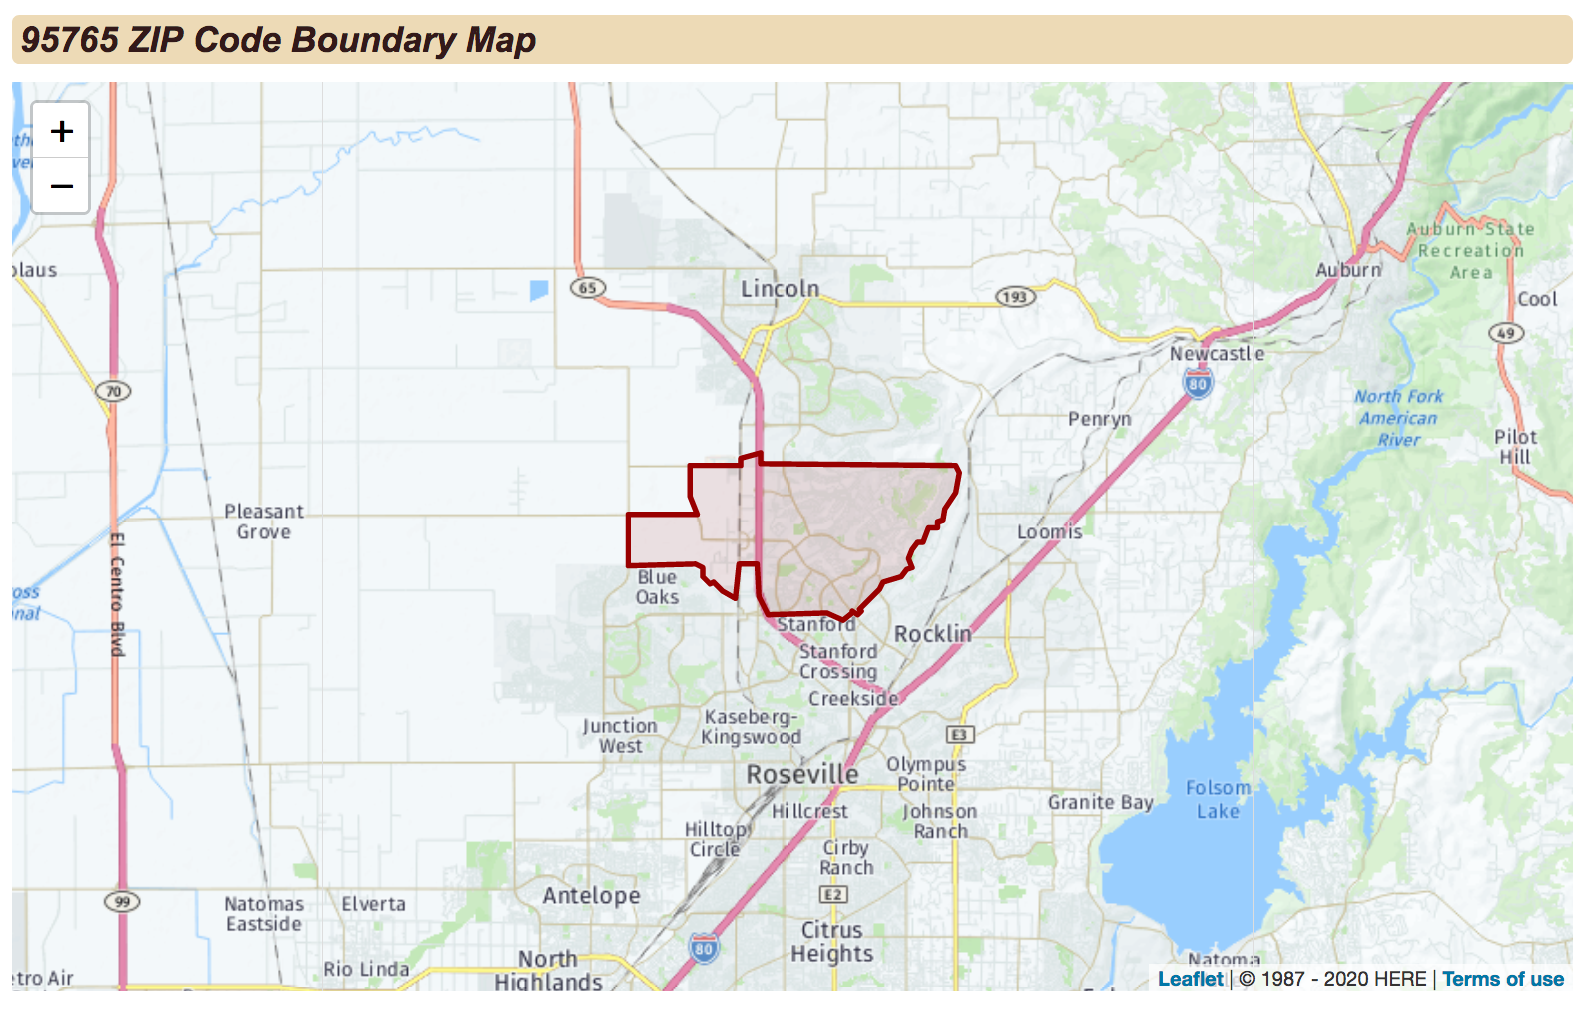 95765 ZIP Code Boundary Map
+
−
olaus
65
Lincoln
193
Auburn State
Recreation
Area
Auburn
Cool
49
Newcastle
80
70
Penryn
North Fork
American
River
Pilot
Hill
Pleasant
Grove
Loomis
El Centro Blvd
Blue
Oaks
Stanford
Rocklin
Stanford
Crossing
Creekside
Junction
West
Kaseberg-
Kingswood
E3
Roseville
Olympus
Pointe
Folsom
Lake
Granite Bay
Hillcrest
Johnson
Ranch
Hilltop
Circle
Cirby
Ranch
Antelope
E2
99
Natomas
Eastside
Elverta
Citrus
Heights
80
North
Highlands
Rio Linda
tro Air
Natoma
Leaflet | © 1987 - 2020 HERE | Terms of use